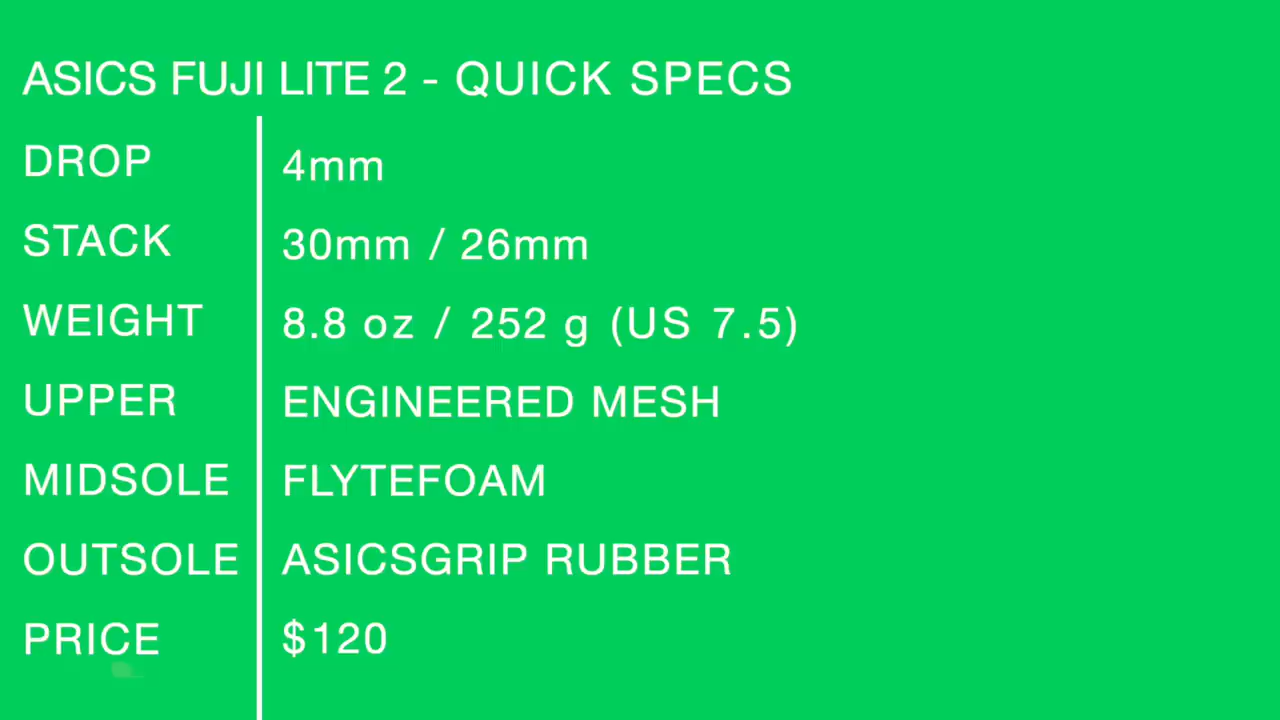 ASICS FUJI LITE 2 - QUICK SPECS
DROP 4mm
STACK 30mm / 26mm
WEIGHT 8.8 oz / 252 g (US 7.5)
UPPER ENGINEERED MESH
MIDSOLE FLYTEFOAM
OUTSOLE ASICSGRIP RUBBER
PRICE $120